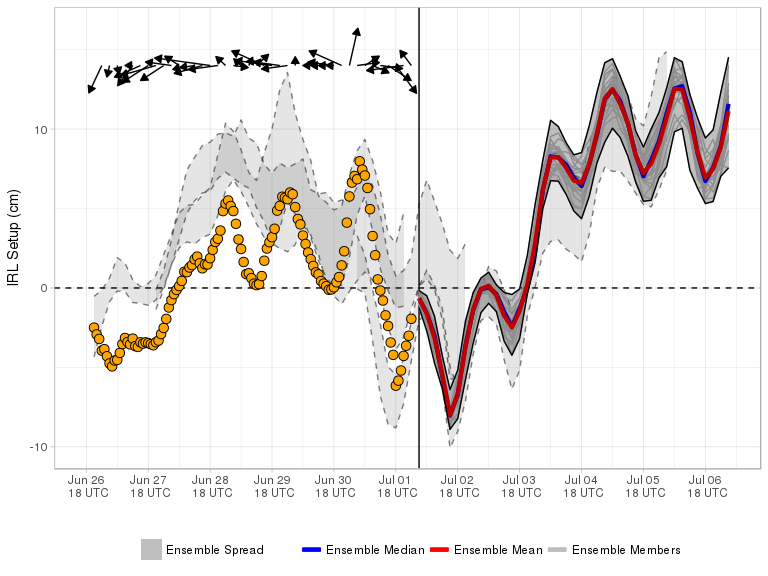 IRL Setup (cm)
10
0
-10
Jun 26 Jun 27 Jun 28 Jun 29 Jun 30 Jul 01 Jul 02 Jul 03 Jul 04 Jul 05 Jul 06
18 UTC 18 UTC 18 UTC 18 UTC 18 UTC 18 UTC 18 UTC 18 UTC 18 UTC 18 UTC 18 UTC
Ensemble Spread Ensemble Median Ensemble Mean Ensemble Members